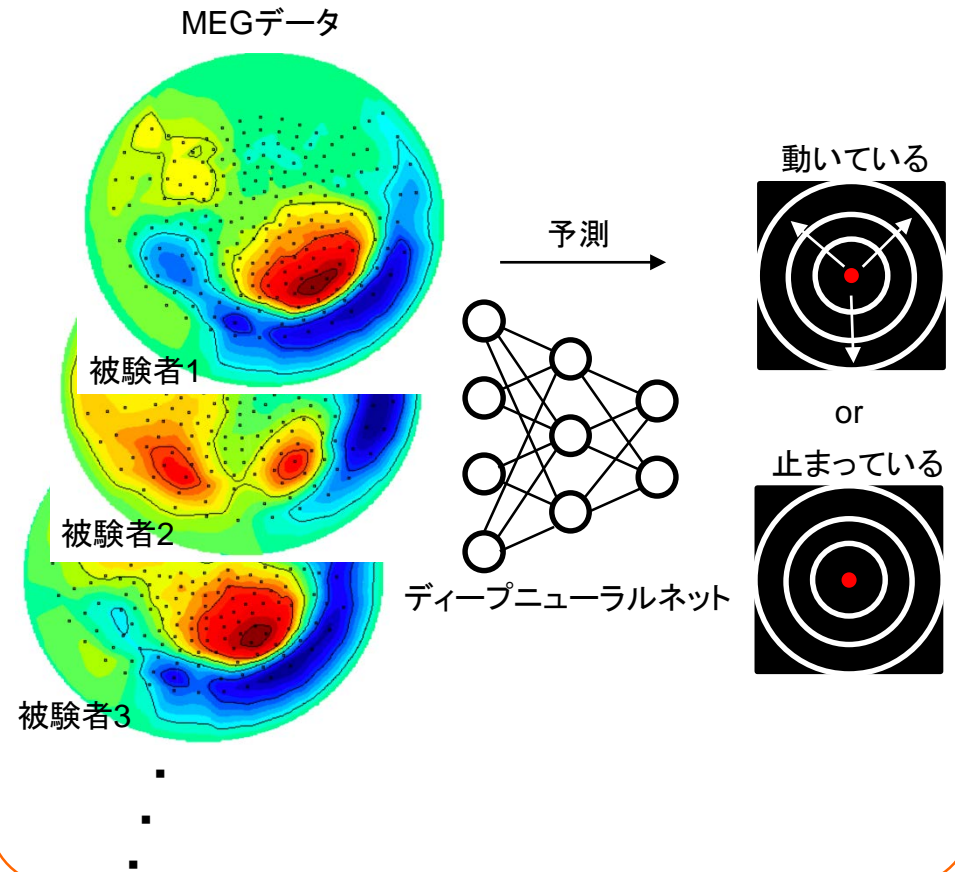 MEGデータ
被験者1
被験者2
被験者3
予測
ディープニューラルネット
動いている
or
止まっている